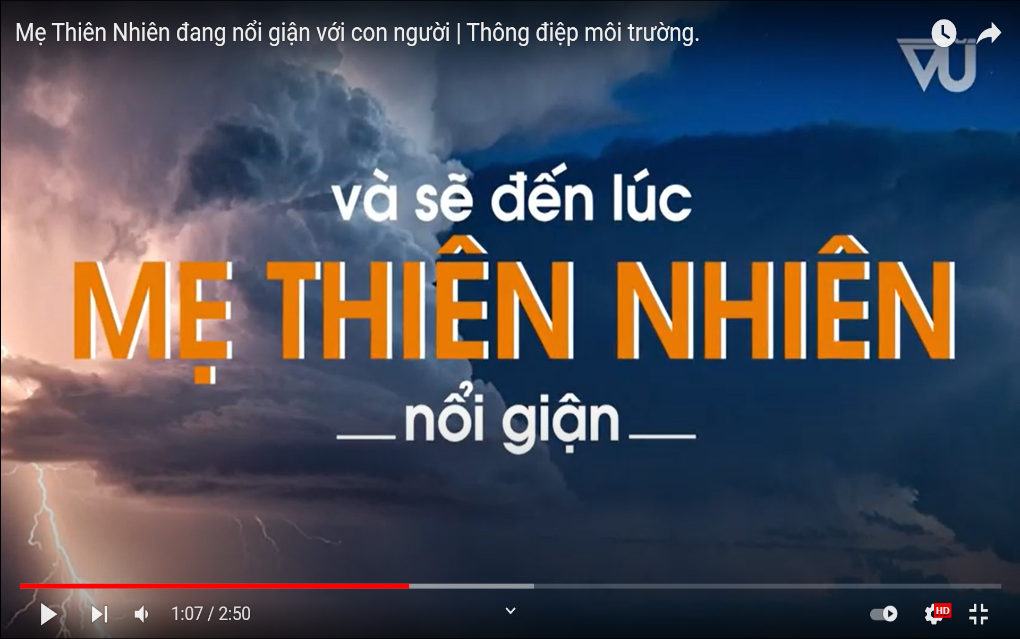 Mẹ Thiên Nhiên đang nổi giận với con người | Thông điệp môi trường.
VŨ
và sẽ đến lúc
MẸ THIÊN NHIÊN
nổi giận
1:07 / 2:50
HD